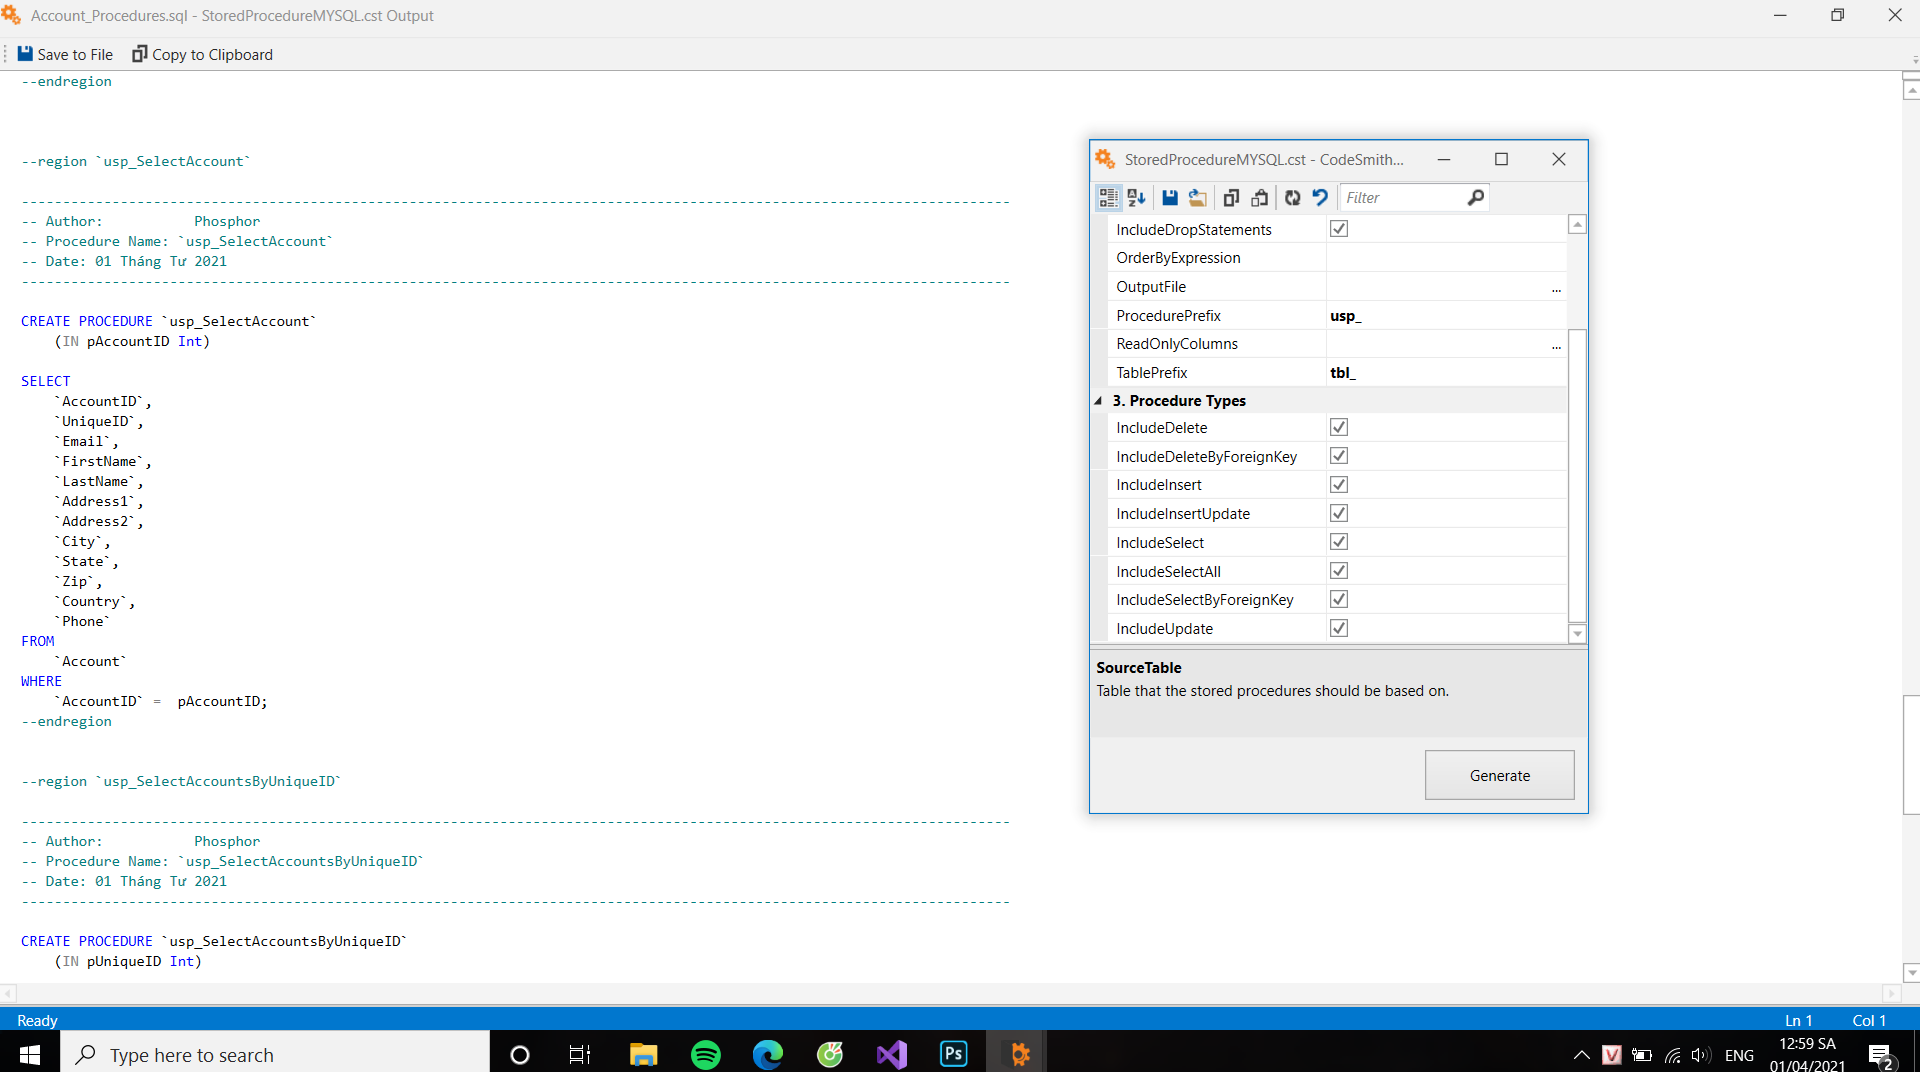 Account_Procedures.sql - StoredProcedureMYSQL.cst Output
Save to File
Copy to Clipboard
--endregion
--region `usp_SelectAccount`
------------------------------------------------------------------------------------------------------------------------
-- Author:           Phosphor
-- Procedure Name: `usp_SelectAccount`
-- Date: 01 Tháng Tư 2021
------------------------------------------------------------------------------------------------------------------------
CREATE PROCEDURE `usp_SelectAccount`
(IN pAccountID Int)
SELECT
`AccountID`,
`UniqueID`,
`Email`,
`FirstName`,
`LastName`,
`Address1`,
`Address2`,
`City`,
`State`,
`Zip`,
`Country`,
`Phone`
FROM
`Account`
WHERE
`AccountID` =  pAccountID;
--endregion
--region `usp_SelectAccountsByUniqueID`
------------------------------------------------------------------------------------------------------------------------
-- Author:           Phosphor
-- Procedure Name: `usp_SelectAccountsByUniqueID`
-- Date: 01 Tháng Tư 2021
------------------------------------------------------------------------------------------------------------------------
CREATE PROCEDURE `usp_SelectAccountsByUniqueID`
(IN pUniqueID Int)
StoredProcedureMYSQL.cst - CodeSmith...
Filter
IncludeDropStatements
OrderByExpression
OutputFile ...
ProcedurePrefix usp_
ReadOnlyColumns ...
TablePrefix tbl_
3. Procedure Types
IncludeDelete
IncludeDeleteByForeignKey
IncludeInsert
IncludeInsertUpdate
IncludeSelect
IncludeSelectAll
IncludeSelectByForeignKey
IncludeUpdate
SourceTable
Table that the stored procedures should be based on.
Generate
Ready
Ln 1
Col 1
Type here to search
Ps
V
ENG
12:59 SA
01/04/2021
2